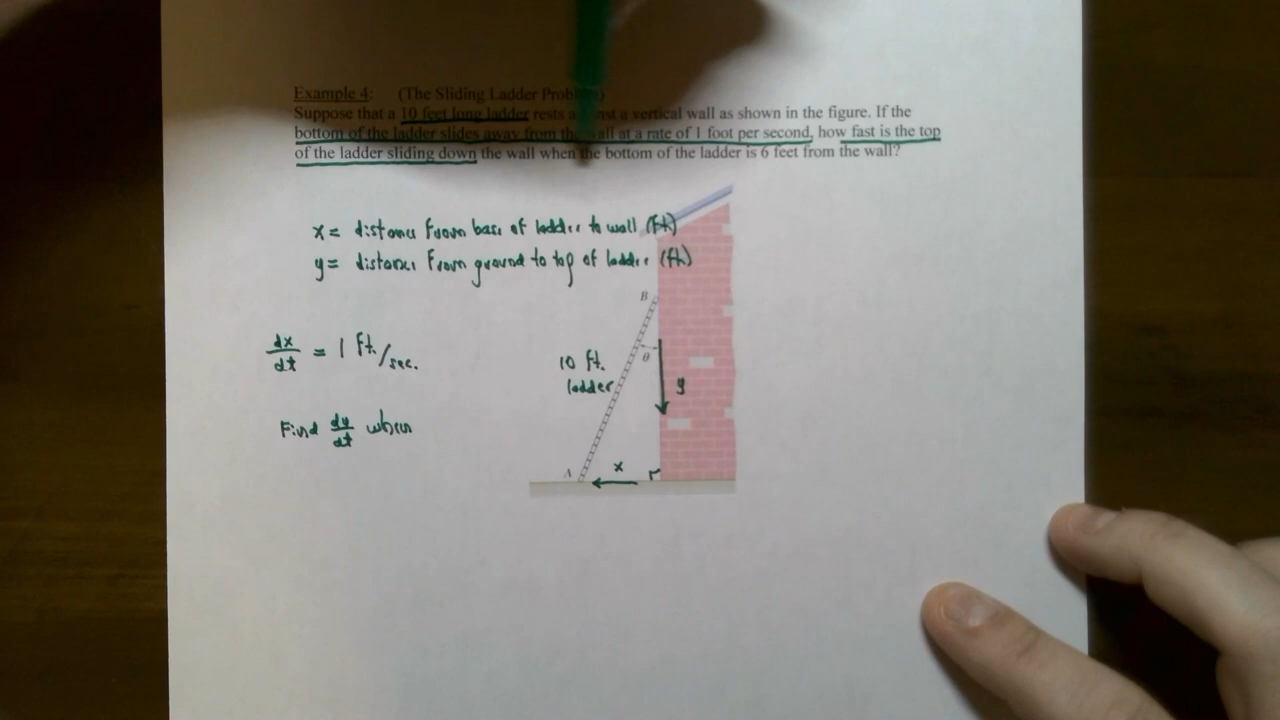 Example 4: (The Sliding Ladder Problem)
Suppose that a 10 feet long ladder rests against a vertical wall as shown in the figure. If the
bottom of the ladder slides away from the wall at a rate of 1 foot per second, how fast is the top
of the ladder sliding down the wall when the bottom of the ladder is 6 feet from the wall?
x = distance from base of ladder to wall (ft)
y = distance from ground to top of ladder (ft)
B
dx/dt = 1 ft./sec.
θ
10 ft.
ladder
y
Find dy/dt when
A
x